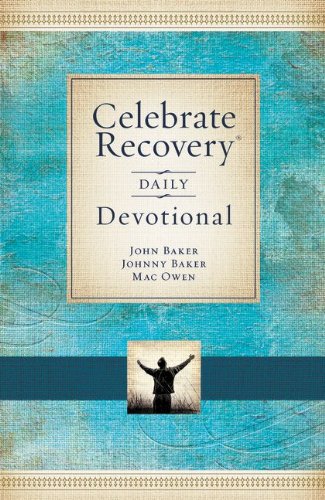 Celebrate
Recovery®
DAILY
Devotional
JOHN BAKER
JOHNNY BAKER
MAC OWEN